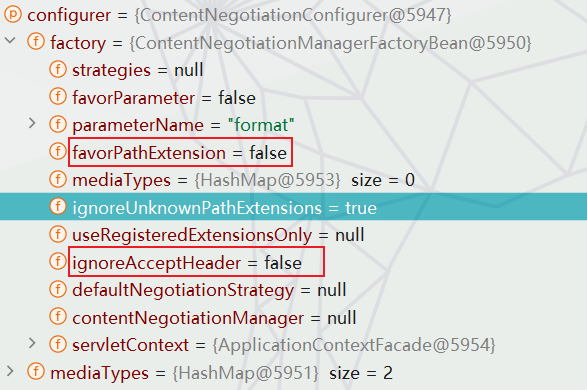 configurer = {ContentNegotiationConfigurer@5947}
factory = {ContentNegotiationManagerFactoryBean@5950}
strategies = null
favorParameter = false
parameterName = "format"
favorPathExtension = false
mediaTypes = {HashMap@5953} size = 0
ignoreUnknownPathExtensions = true
useRegisteredExtensionsOnly = null
ignoreAcceptHeader = false
defaultNegotiationStrategy = null
contentNegotiationManager = null
servletContext = {ApplicationContextFacade@5954}
mediaTypes = {HashMap@5951} size = 2